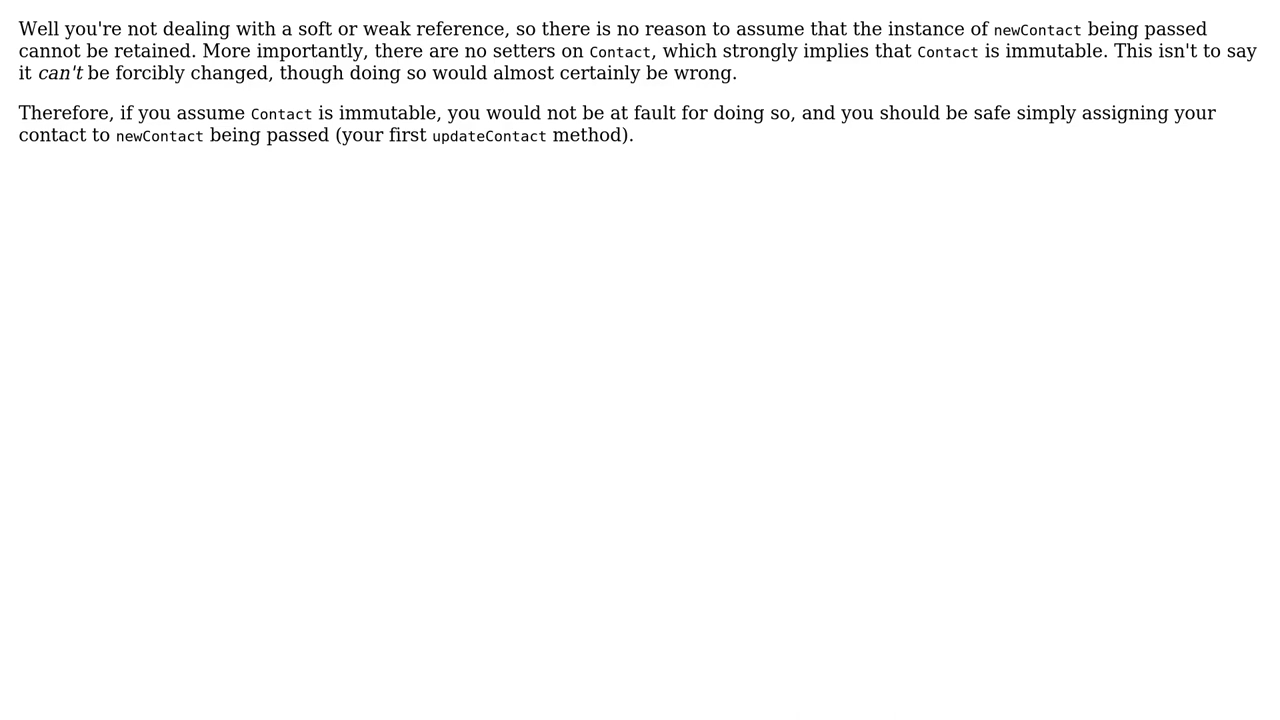 Well you're not dealing with a soft or weak reference, so there is no reason to assume that the instance of newContact being passed
cannot be retained. More importantly, there are no setters on Contact, which strongly implies that Contact is immutable. This isn't to say
it can't be forcibly changed, though doing so would almost certainly be wrong.
Therefore, if you assume Contact is immutable, you would not be at fault for doing so, and you should be safe simply assigning your
contact to newContact being passed (your first updateContact method).